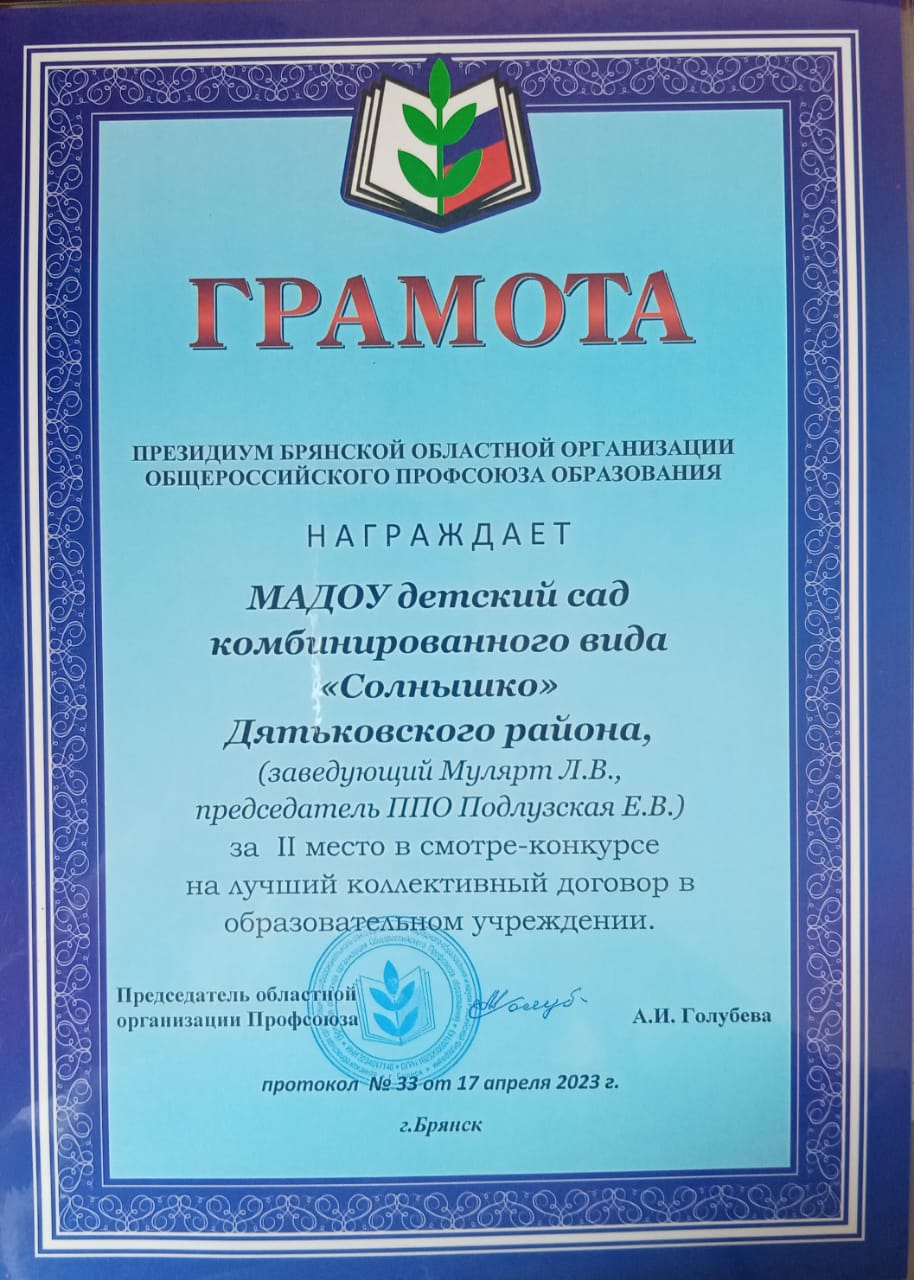 ГРАМОТА
ПРЕЗИДИУМ БРЯНСКОЙ ОБЛАСТНОЙ ОРГАНИЗАЦИИ
ОБЩЕРОССИЙСКОГО ПРОФСОЮЗА ОБРАЗОВАНИЯ
НАГРАЖДАЕТ
МАДОУ детский сад
комбинированного вида
«Солнышко»
Дятьковского района,
(заведующий Мулярт Л.В.,
председатель ППО Подлузская Е.В.)
за II место в смотре-конкурсе
на лучший коллективный договор в
образовательном учреждении.
Председатель областной
организации Профсоюза
А.И. Голубева
протокол № 33 от 17 апреля 2023 г.
г.Брянск